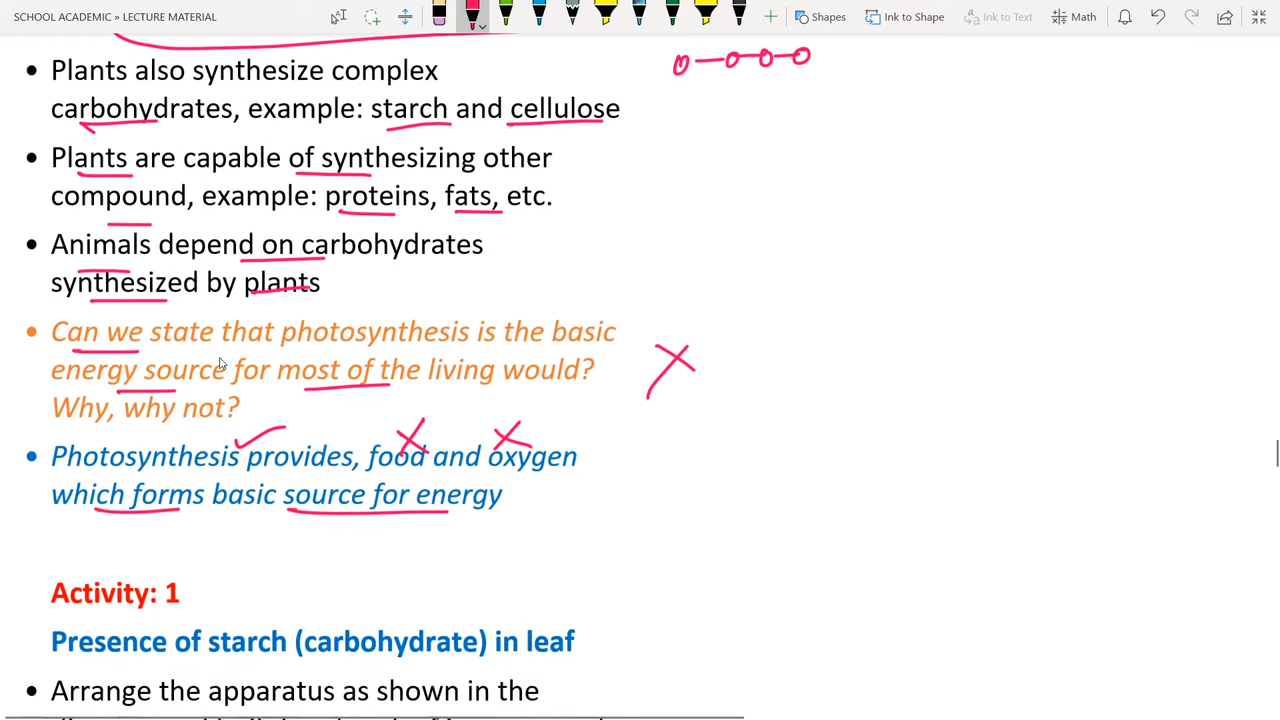 SCHOOL ACADEMIC » LECTURE MATERIAL
Shapes
Ink to Shape
Ink to Text
Math
• Plants also synthesize complex
carbohydrates, example: starch and cellulose
• Plants are capable of synthesizing other
compound, example: proteins, fats, etc.
• Animals depend on carbohydrates
synthesized by plants
• Can we state that photosynthesis is the basic
energy source for most of the living would?
Why, why not?
• Photosynthesis provides, food and oxygen
which forms basic source for energy
Activity: 1
Presence of starch (carbohydrate) in leaf
• Arrange the apparatus as shown in the